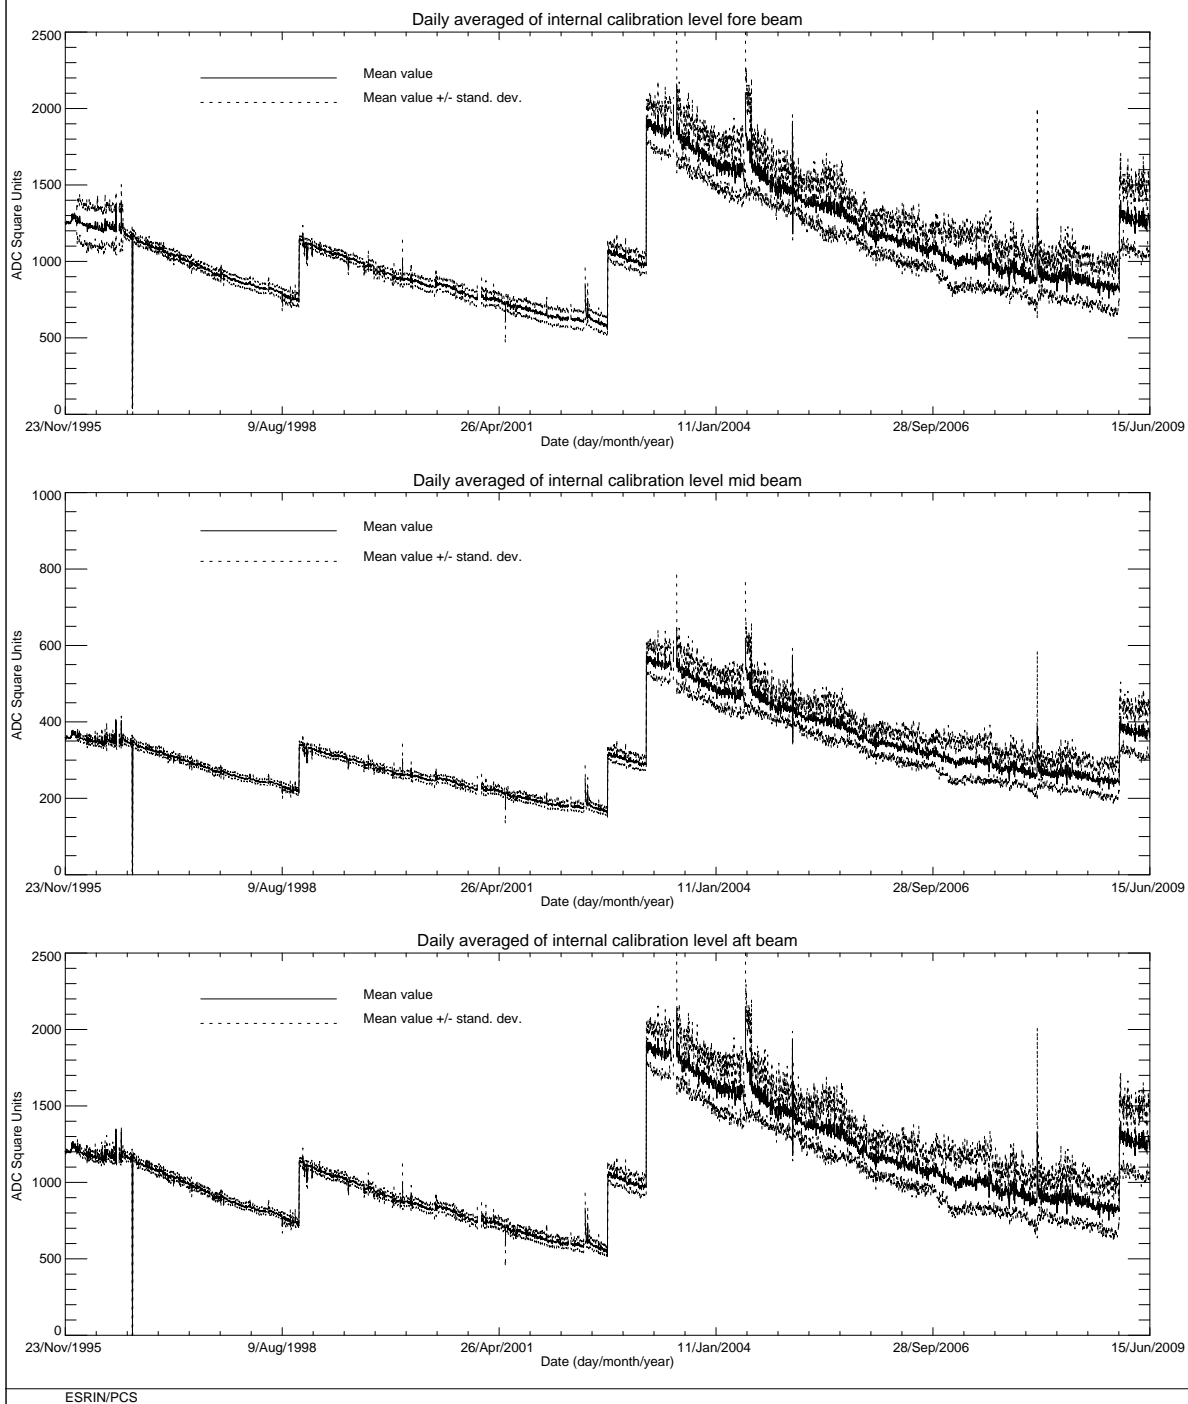 Daily averaged of internal calibration level fore beam
2500
2000
1500
1000
500
0
ADC Square Units
Mean value
Mean value +/- stand. dev.
23/Nov/1995 9/Aug/1998 26/Apr/2001 11/Jan/2004 28/Sep/2006 15/Jun/2009
Date (day/month/year)
Daily averaged of internal calibration level mid beam
1000
800
600
400
200
0
ADC Square Units
Mean value
Mean value +/- stand. dev.
23/Nov/1995 9/Aug/1998 26/Apr/2001 11/Jan/2004 28/Sep/2006 15/Jun/2009
Date (day/month/year)
Daily averaged of internal calibration level aft beam
2500
2000
1500
1000
500
0
ADC Square Units
Mean value
Mean value +/- stand. dev.
23/Nov/1995 9/Aug/1998 26/Apr/2001 11/Jan/2004 28/Sep/2006 15/Jun/2009
Date (day/month/year)
ESRIN/PCS